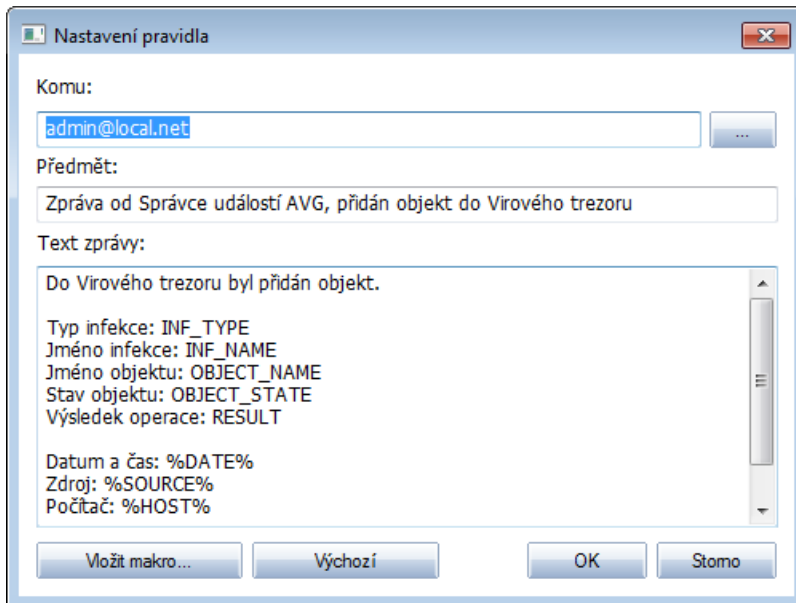 Nastavení pravidla
Komu:
admin@local.net
...
Předmět:
Zpráva od Správce událostí AVG, přidán objekt do Virového trezoru
Text zprávy:
Do Virového trezoru byl přidán objekt.
Typ infekce: INF_TYPE
Jméno infekce: INF_NAME
Jméno objektu: OBJECT_NAME
Stav objektu: OBJECT_STATE
Výsledek operace: RESULT
Datum a čas: %DATE%
Zdroj: %SOURCE%
Počítač: %HOST%
Vložit makro... Výchozí OK Storno